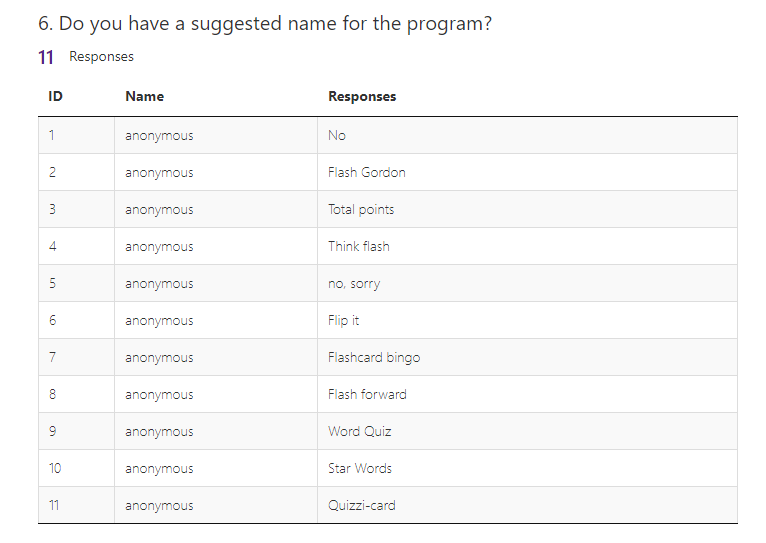 6. Do you have a suggested name for the program?
11 Responses
ID Name Responses
1 anonymous No
2 anonymous Flash Gordon
3 anonymous Total points
4 anonymous Think flash
5 anonymous no, sorry
6 anonymous Flip it
7 anonymous Flashcard bingo
8 anonymous Flash forward
9 anonymous Word Quiz
10 anonymous Star Words
11 anonymous Quizzi-card